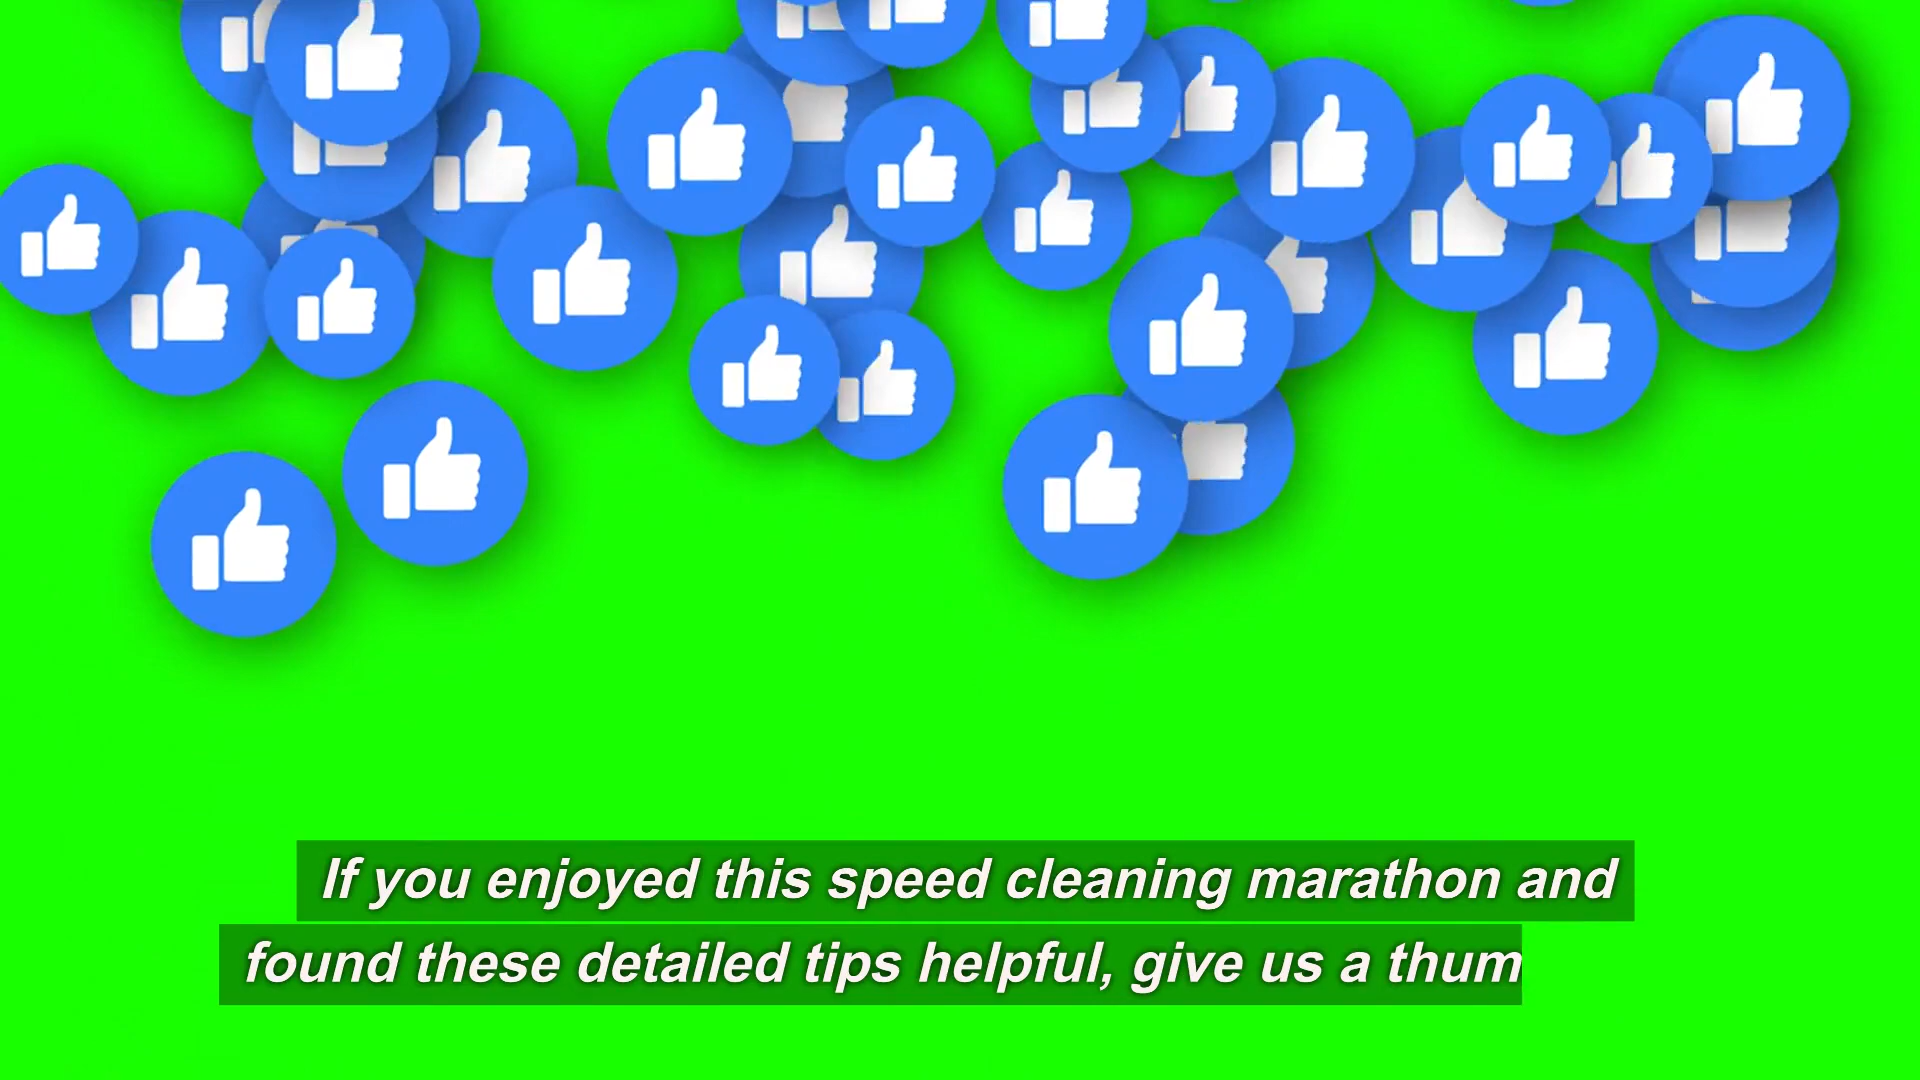 If you enjoyed this speed cleaning marathon and
found these detailed tips helpful, give us a thum